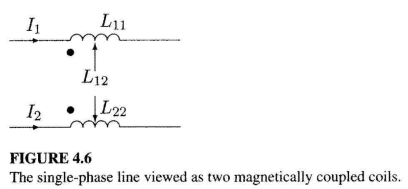 I₁ L₁₁
L₁₂
I₂ L₂₂
FIGURE 4.6
The single-phase line viewed as two magnetically coupled coils.